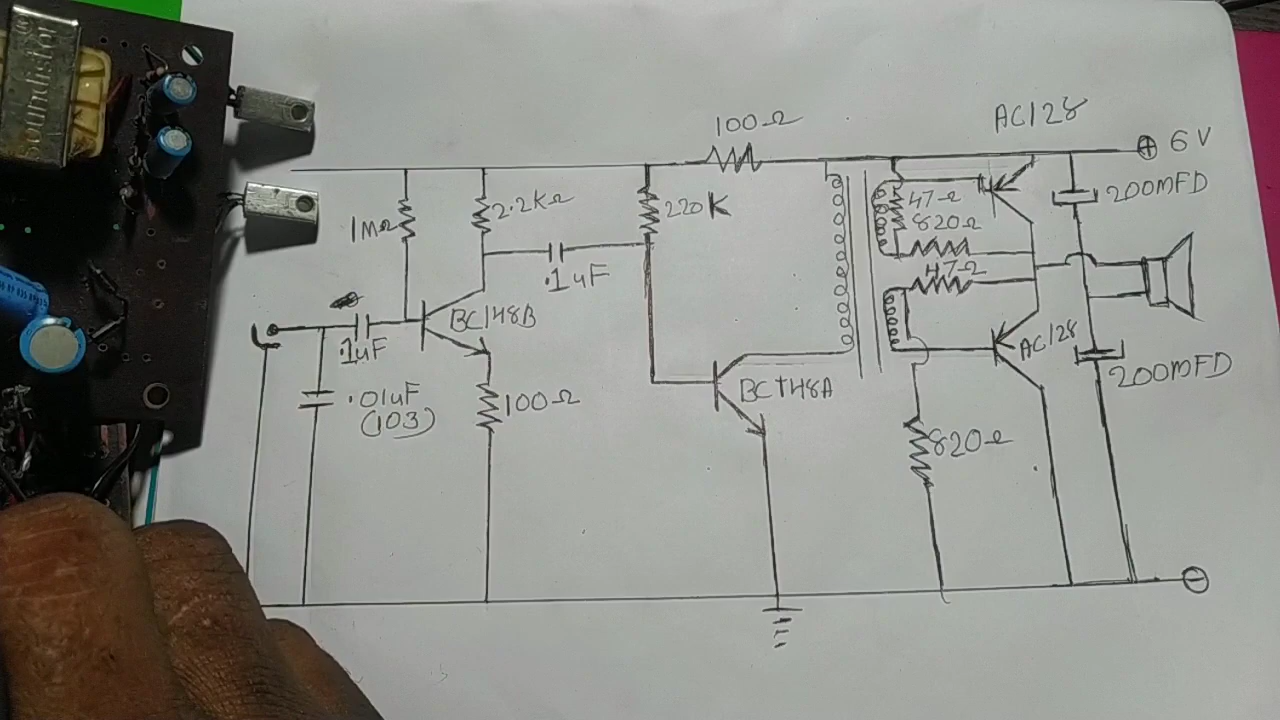 Soundistor
100Ω
AC128
+ 6V
200MFD
1MΩ
2.2KΩ
220K
47Ω
820Ω
.1uF
47Ω
BC148B
AC128
.1uF
200MFD
.01uF
(103)
100Ω
BC148A
820Ω
-